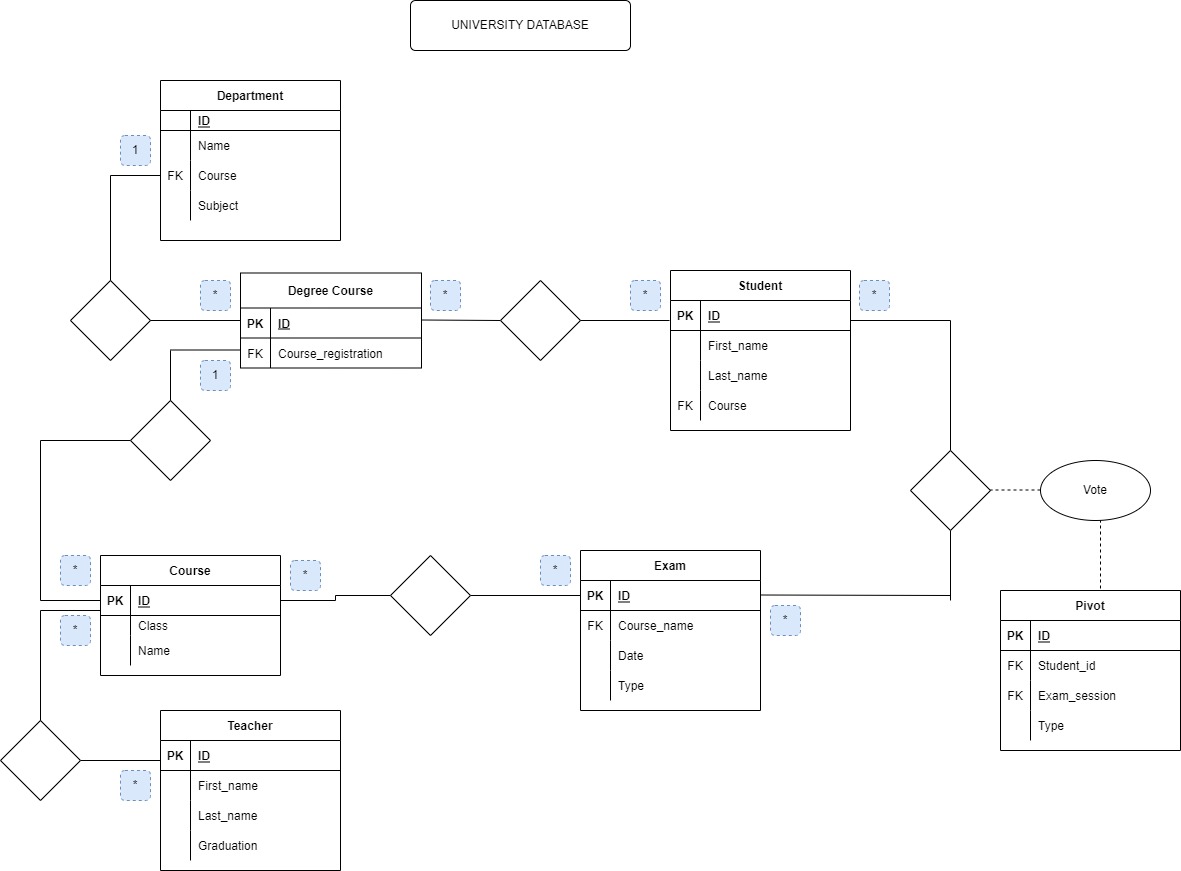 UNIVERSITY DATABASE
Department
ID
1
Name
FK Course
Subject
* Degree Course *
PK ID
FK Course_registration
1
* Student *
PK ID
First_name
Last_name
FK Course
Vote
* Course *
PK ID
* Class
Name
* Exam
PK ID
FK Course_name *
Date
Type
Pivot
PK ID
FK Student_id
FK Exam_session
Type
Teacher
PK ID
* First_name
Last_name
Graduation